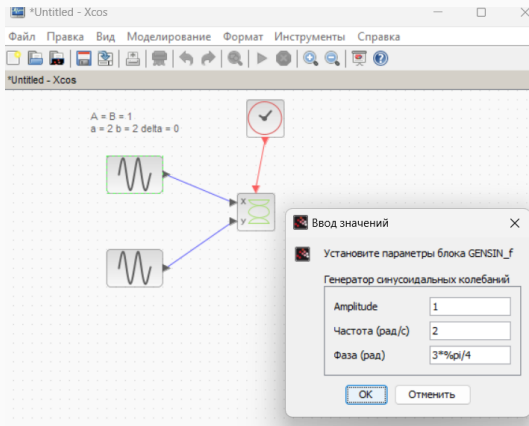 *Untitled - Xcos
Файл Правка Вид Моделирование Формат Инструменты Справка
*Untitled - Xcos
A = B = 1
a = 2 b = 2 delta = 0
x
y
Ввод значений
Установите параметры блока GENSIN_f
Генератор синусоидальных колебаний
Amplitude 1
Частота (рад/с) 2
Фаза (рад) 3*%pi/4
OK Отменить